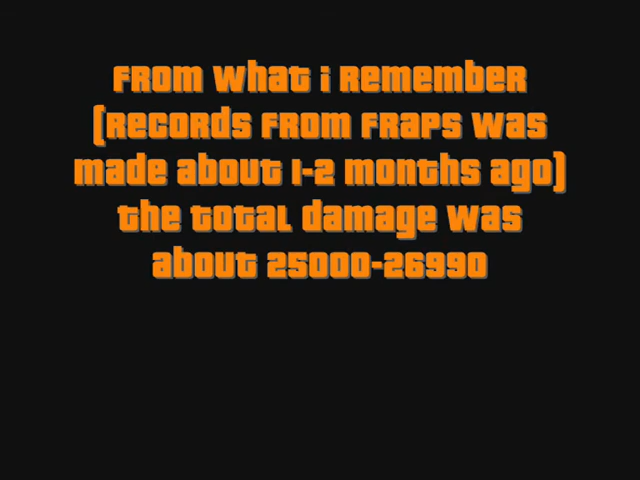 From what i remember
(records from fraps was
made about 1-2 months ago)
the total damage was
about 25000-26990